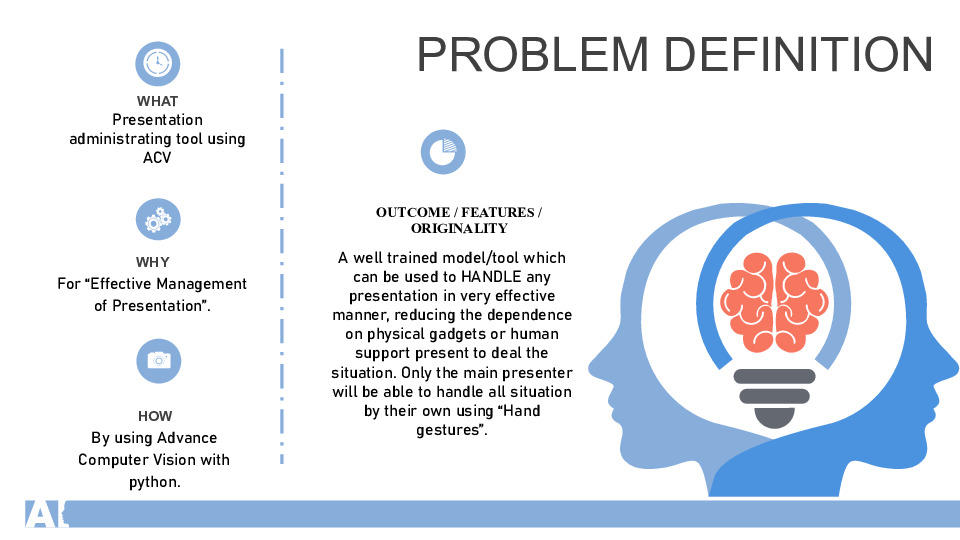 PROBLEM DEFINITION
WHAT
Presentation
administrating tool using
ACV
WHY
For “Effective Management
of Presentation”.
HOW
By using Advance
Computer Vision with
python.
OUTCOME / FEATURES /
ORIGINALITY
A well trained model/tool which
can be used to HANDLE any
presentation in very effective
manner, reducing the dependence
on physical gadgets or human
support present to deal the
situation. Only the main presenter
will be able to handle all situation
by their own using “Hand
gestures”.